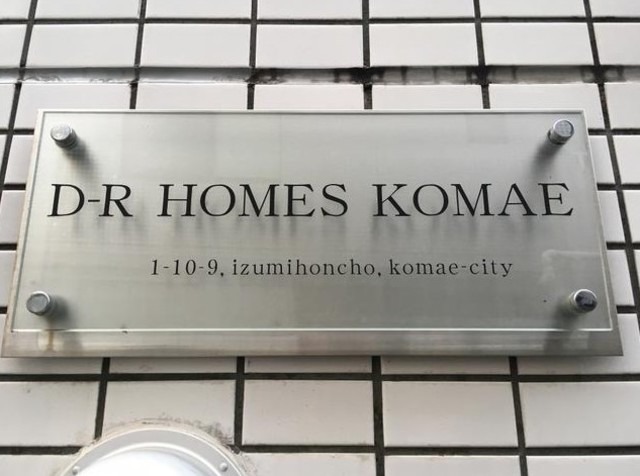 D-R HOMES KOMAE
1-10-9, izumihoncho, komae-city